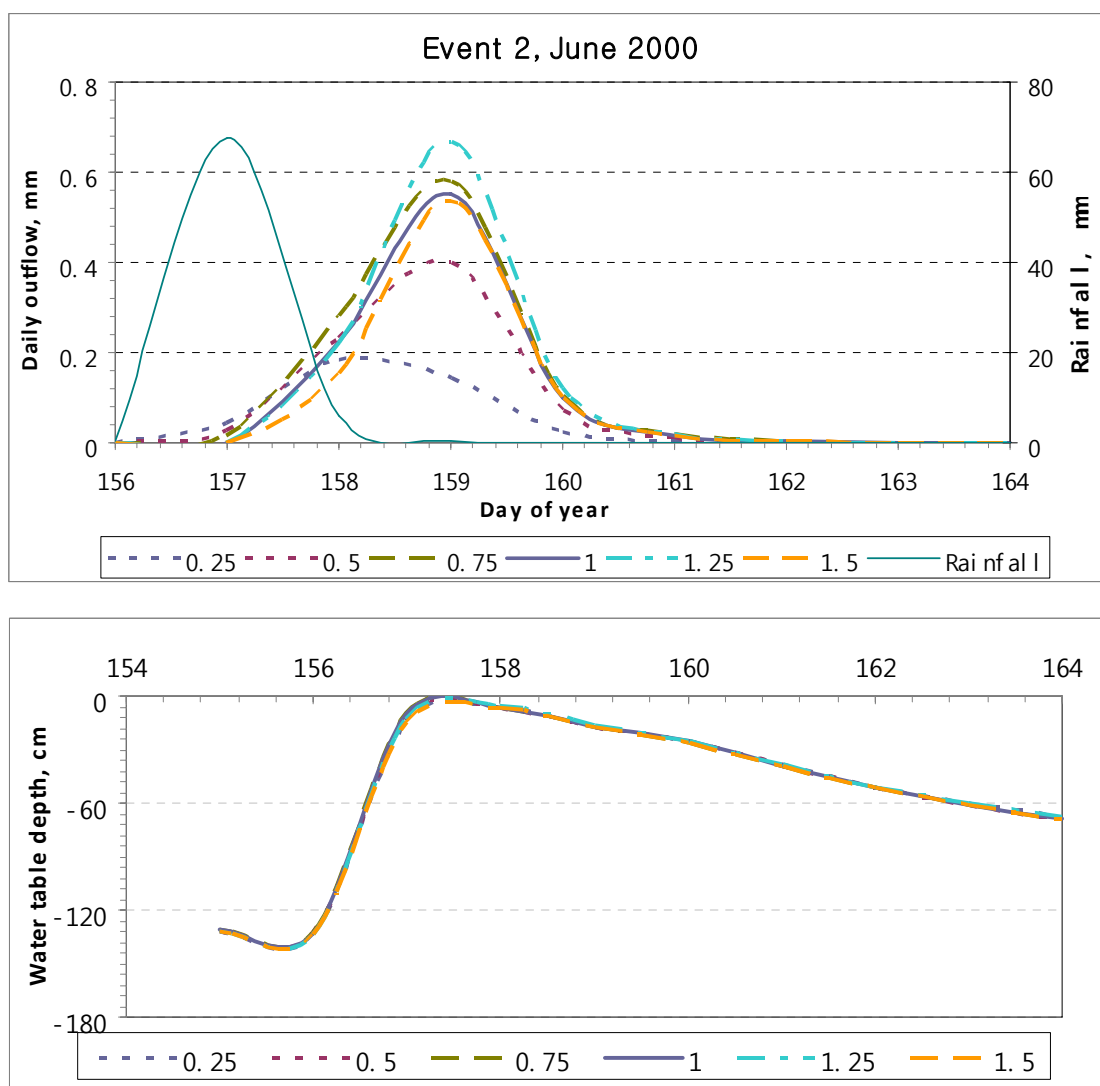 Event 2, June 2000
Daily outflow, mm
0. 8
0. 6
0. 4
0. 2
0
80
60
40
20
0
Rai nf al l , mm
156 157 158 159 160 161 162 163 164
Day of year
0. 25 0. 5 0. 75 1 1. 25 1. 5 Rai nf al l
154 156 158 160 162 164
Water table depth, cm
0
-60
-120
-180
0. 25 0. 5 0. 75 1 1. 25 1. 5